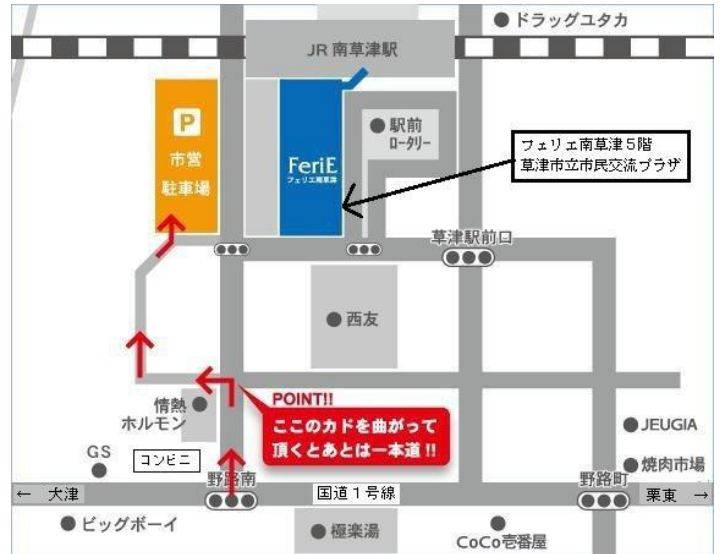 ドラッグユタカ
JR 南草津駅
P
市営
駐車場
FeriE
フェリエ南草津
駅前
ロータリー
フェリエ南草津5階
草津市立市民交流プラザ
草津駅前口
西友
POINT!!
ここのカドを曲がって
頂くとあとは一本道!!
情熱
ホルモン
GS
コンビニ
JEUGIA
焼肉市場
野路南
野路町
← 大津
国道1号線
栗東 →
ビッグボーイ
極楽湯
CoCo壱番屋